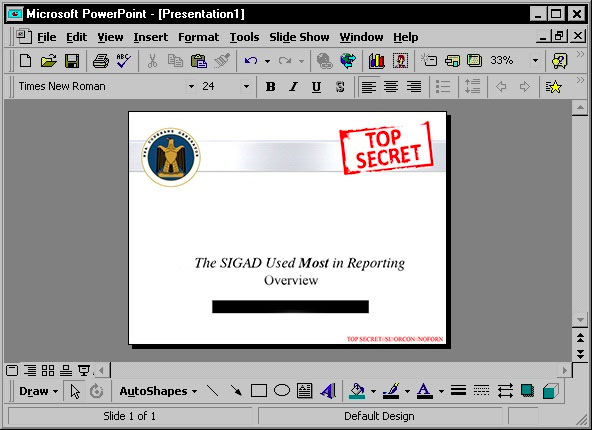 Microsoft PowerPoint - [Presentation1]
File Edit View Insert Format Tools Slide Show Window Help
ABC 33%
Times New Roman 24 B I U S
TOP
SECRET
The SIGAD Used Most in Reporting
Overview
TOP SECRET//SI//ORCON//NOFORN
Draw AutoShapes A A
Slide 1 of 1 Default Design